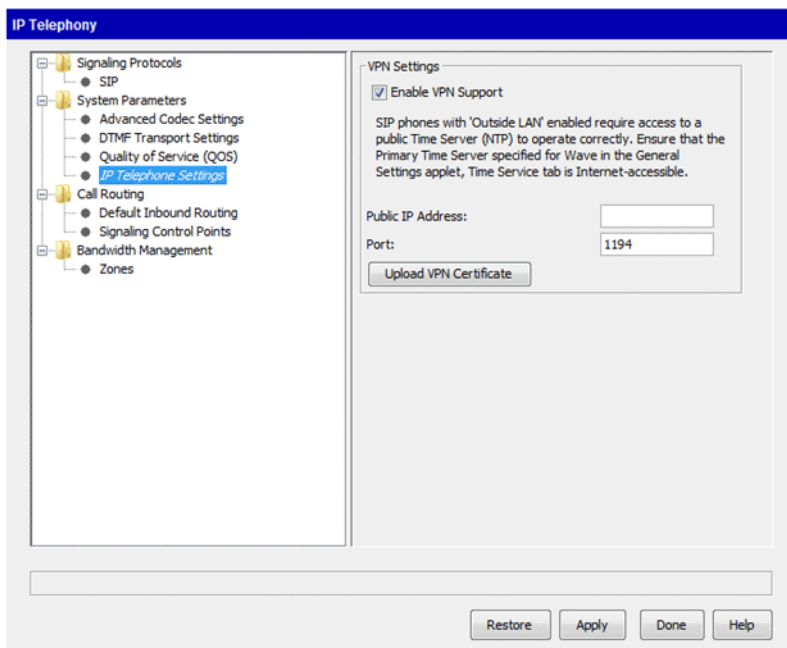 IP Telephony
Signaling Protocols
SIP
System Parameters
Advanced Codec Settings
DTMF Transport Settings
Quality of Service (QOS)
IP Telephone Settings
Call Routing
Default Inbound Routing
Signaling Control Points
Bandwidth Management
Zones
VPN Settings
Enable VPN Support
SIP phones with 'Outside LAN' enabled require access to a
public Time Server (NTP) to operate correctly. Ensure that the
Primary Time Server specified for Wave in the General
Settings applet, Time Service tab is Internet-accessible.
Public IP Address:
Port: 1194
Upload VPN Certificate
Restore Apply Done Help